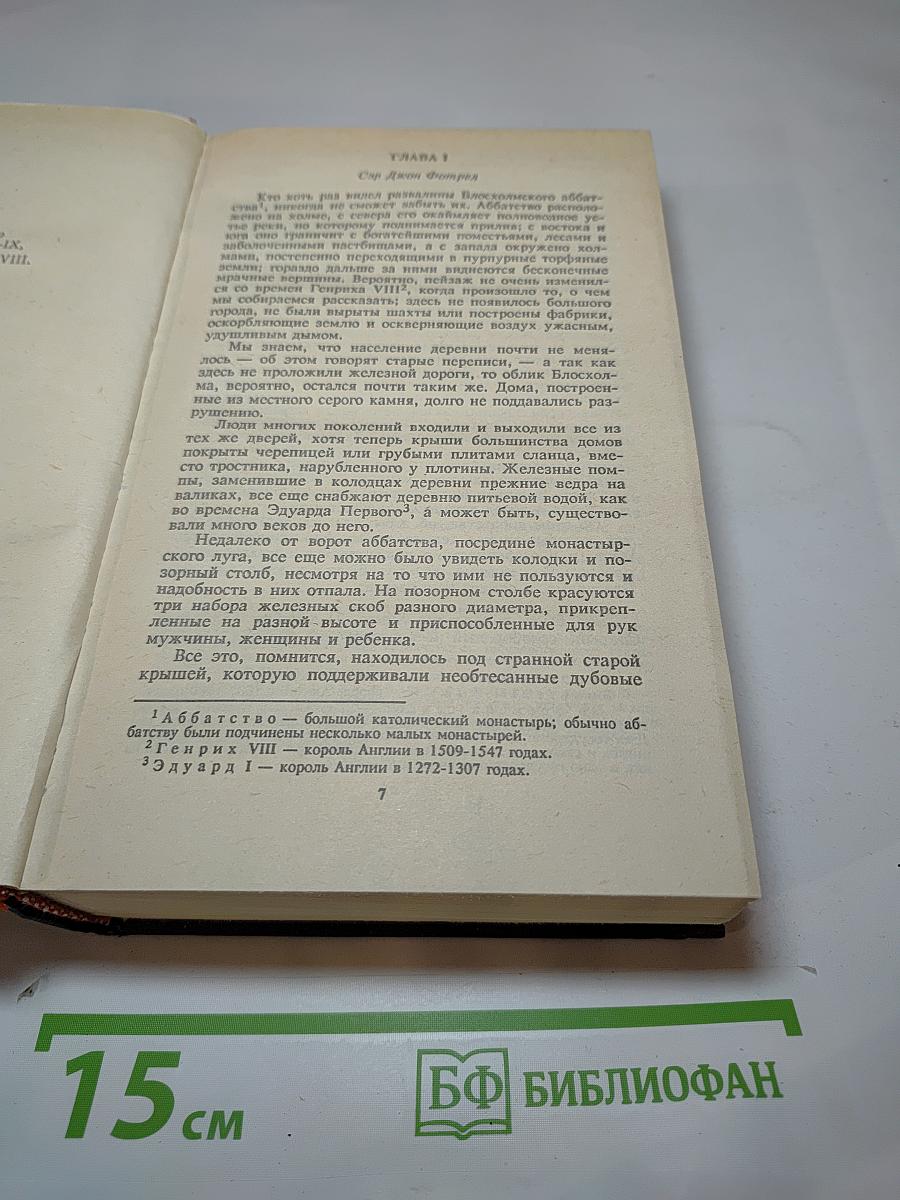 -IX,
VIII.
ГЛАВА I
Сэр Джон Фотрел
Кто хоть раз видел развалины Блосхолмского аббат-
ства¹, никогда не сможет забыть их. Аббатство располо-
жено на холме, с севера его окаймляет полноводное ус-
тье реки, по которому поднимается прилив; с востока и
юга оно граничит с богатейшими поместьями, лесами и
заболоченными пастбищами, а с запада окружено хол-
мами, постепенно переходящими в пурпурные торфяные
земли; гораздо дальше за ними виднеются бесконечные
мрачные вершины. Вероятно, пейзаж не очень изменил-
ся со времен Генриха VIII², когда произошло то, о чем
мы собираемся рассказать; здесь не появилось большого
города, не были вырыты шахты или построены фабрики,
оскорбляющие землю и оскверняющие воздух ужасным,
удушливым дымом.
Мы знаем, что население деревни почти не меня-
лось — об этом говорят старые переписи, — а так как
здесь не проложили железной дороги, то облик Блосхол-
ма, вероятно, остался почти таким же. Дома, построен-
ные из местного серого камня, долго не поддавались раз-
рушению.
Люди многих поколений входили и выходили все из
тех же дверей, хотя теперь крыши большинства домов
покрыты черепицей или грубыми плитами сланца, вме-
сто тростника, нарубленного у плотины. Железные пом-
пы, заменившие в колодцах деревни прежние ведра на
валиках, все еще снабжают деревню питьевой водой, как
во времена Эдуарда Первого³, а может быть, существо-
вали много веков до него.
Недалеко от ворот аббатства, посредине монастыр-
ского луга, все еще можно было увидеть колодки и по-
зорный столб, несмотря на то что ими не пользуются и
надобность в них отпала. На позорном столбе красуются
три набора железных скоб разного диаметра, прикреп-
ленные на разной высоте и приспособленные для рук
мужчины, женщины и ребенка.
Все это, помнится, находилось под странной старой
крышей, которую поддерживали необтесанные дубовые
¹ Аббатство — большой католический монастырь; обычно аб-
батству были подчинены несколько малых монастырей.
² Генрих VIII — король Англии в 1509-1547 годах.
³ Эдуард I — король Англии в 1272-1307 годах.
7
15 см
БФ БИБЛИОФАН